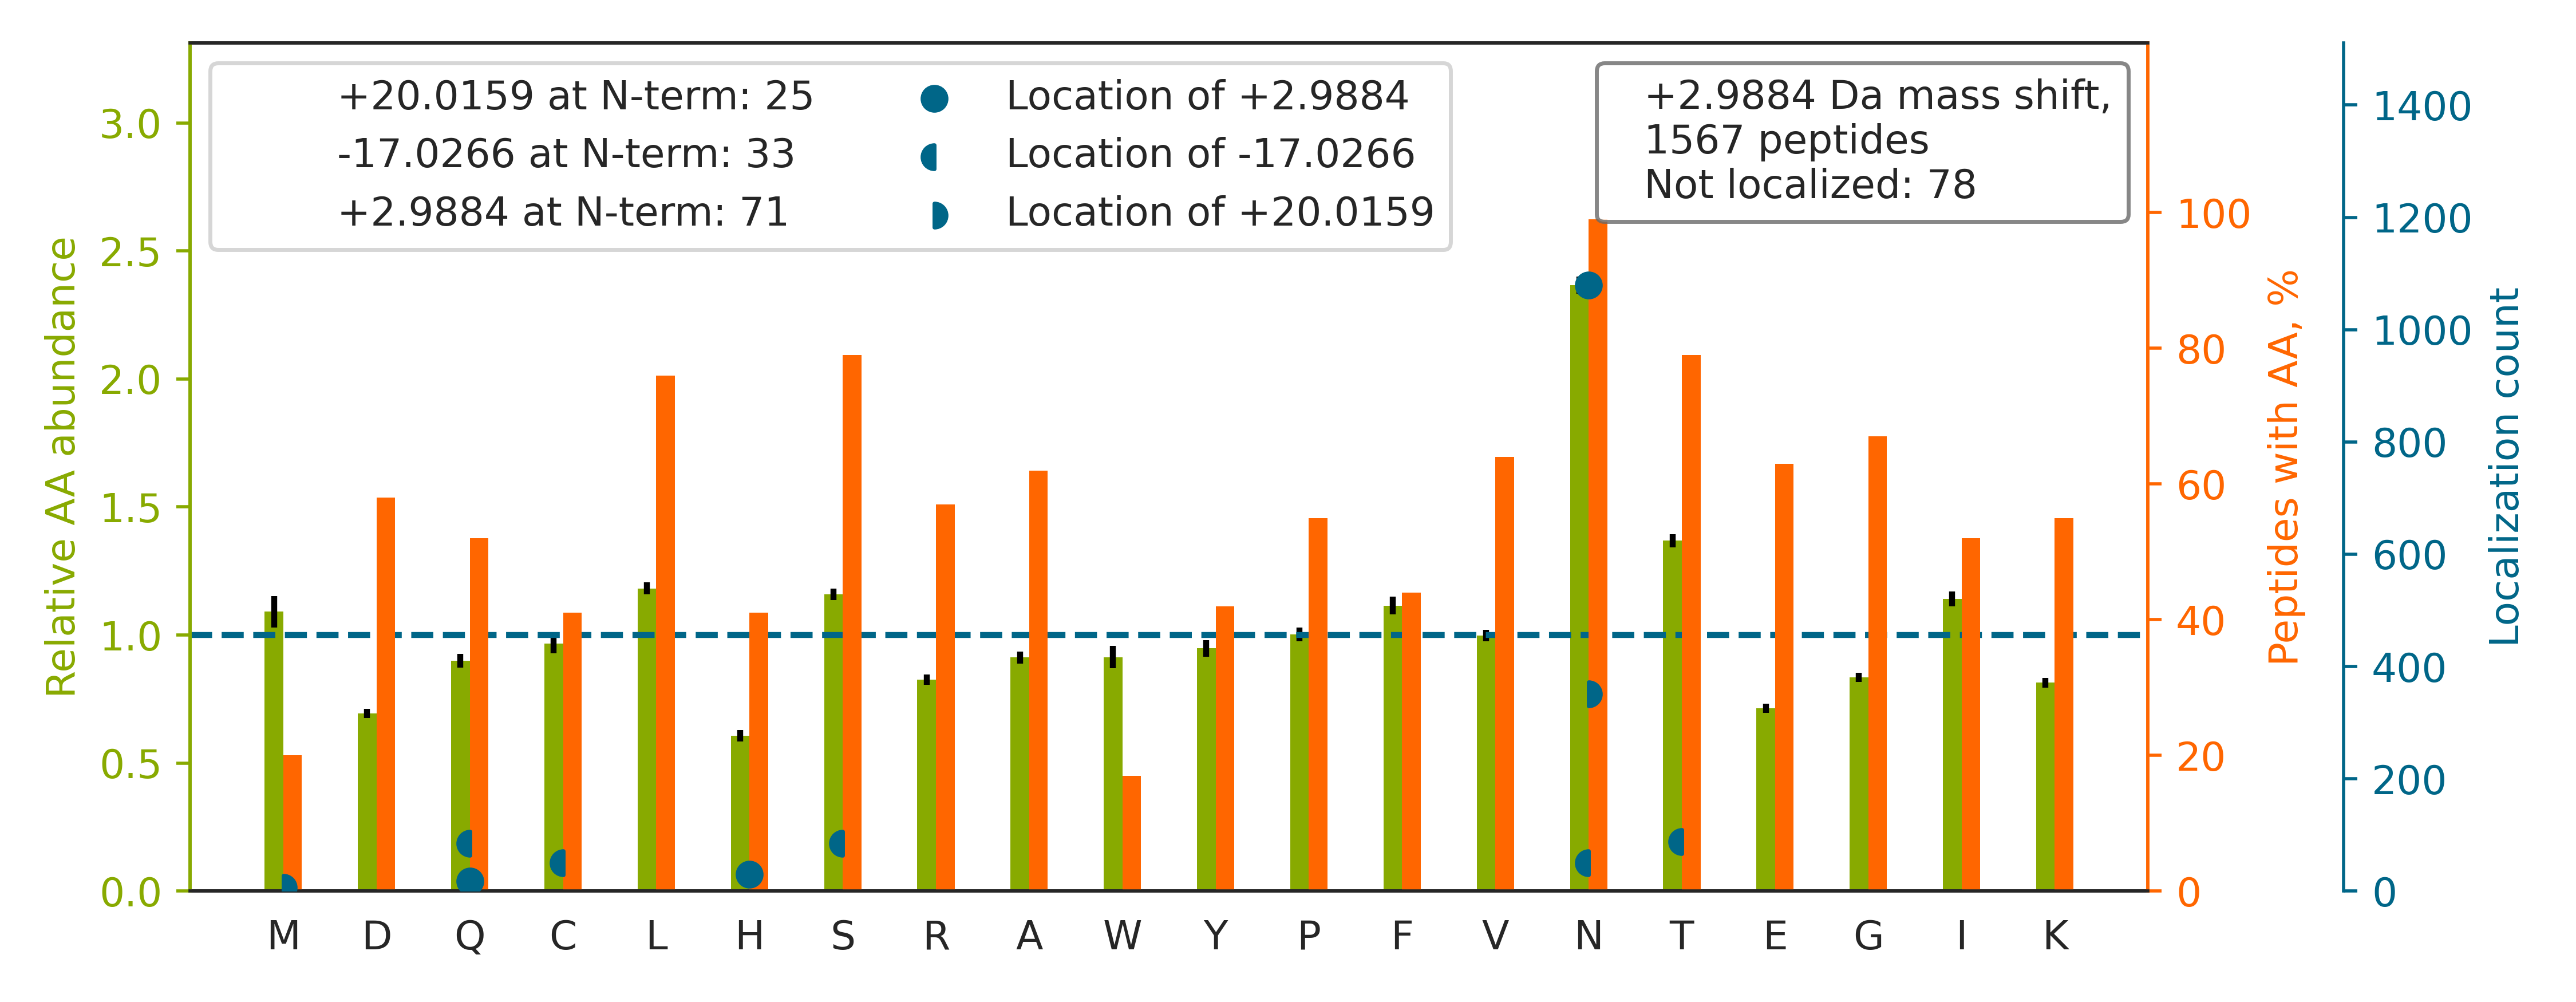 +20.0159 at N-term: 25
-17.0266 at N-term: 33
+2.9884 at N-term: 71
Location of +2.9884
Location of -17.0266
Location of +20.0159
+2.9884 Da mass shift,
1567 peptides
Not localized: 78
Relative AA abundance
3.0
2.5
2.0
1.5
1.0
0.5
0.0
M D Q C L H S R A W Y P F V N T E G I K
100
80
60
40
20
0
Peptides with AA, %
1400
1200
1000
800
600
400
200
0
Localization count